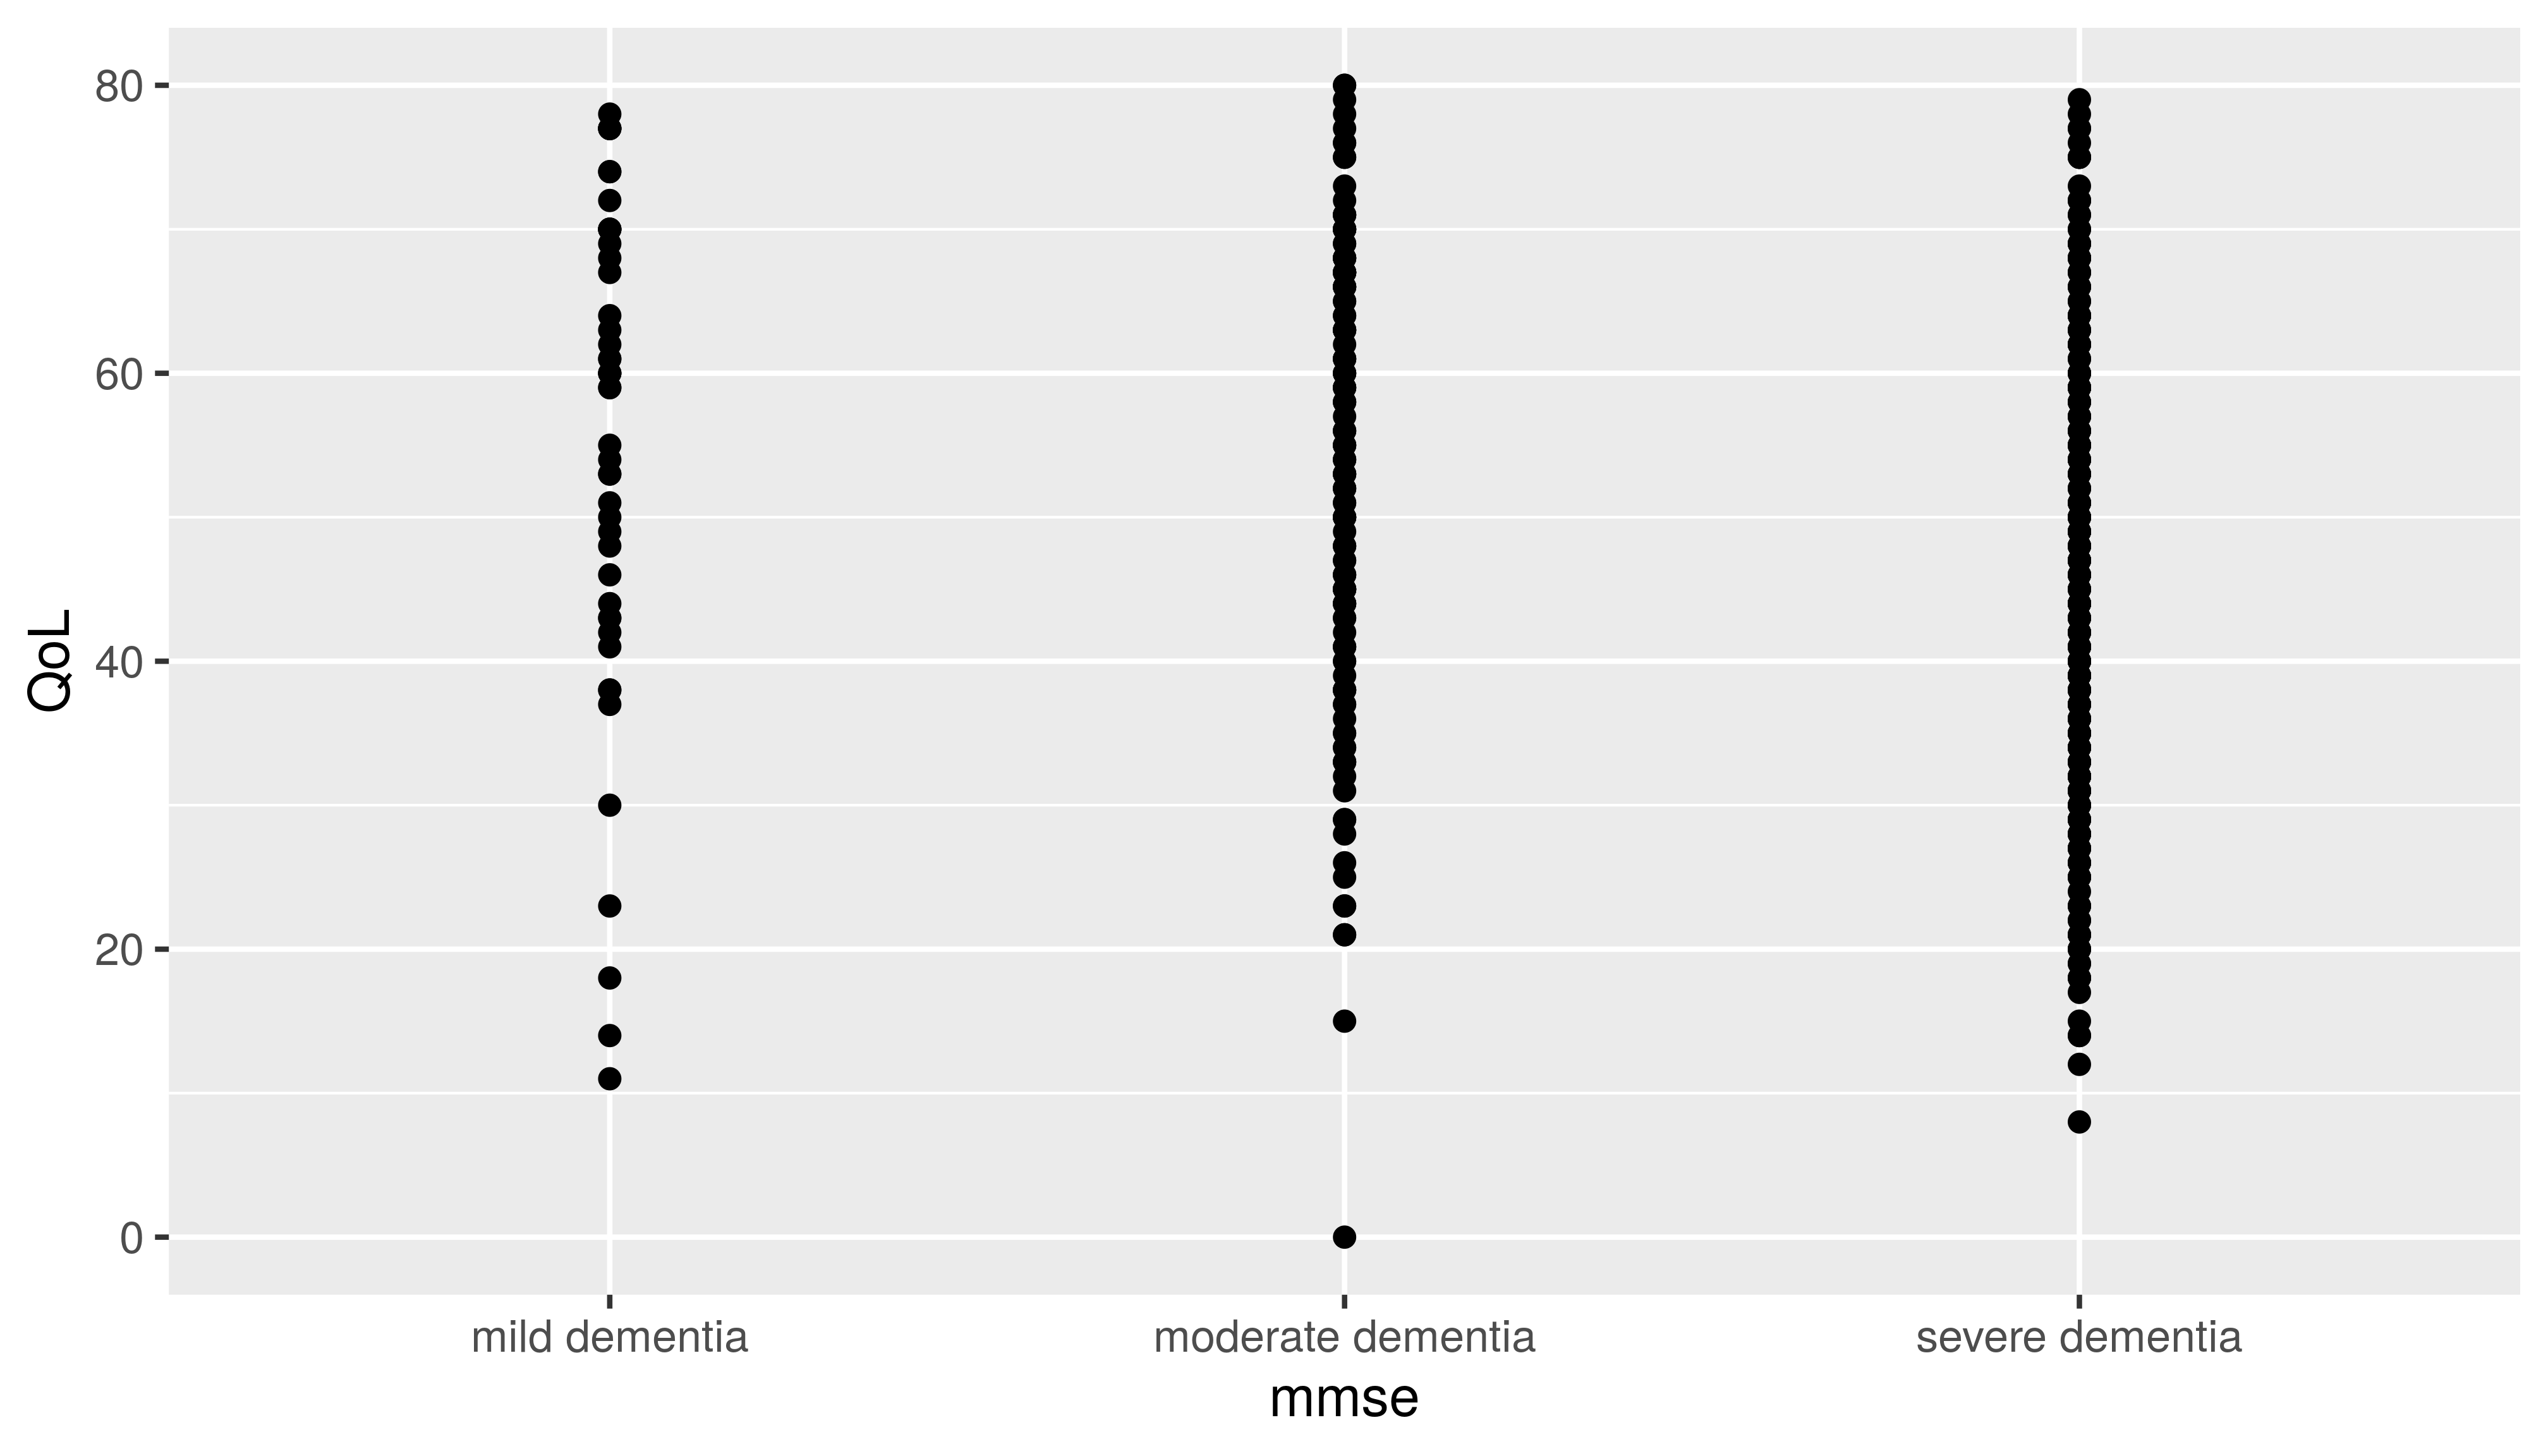 80
60
40
20
0
QoL
mild dementia
moderate dementia
severe dementia
mmse